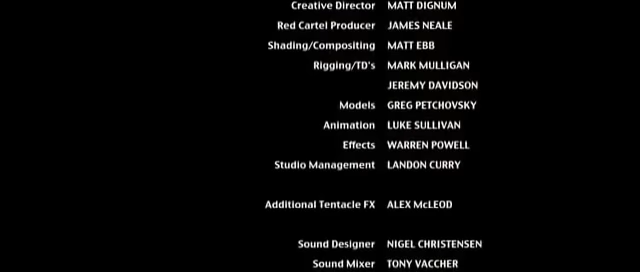 Creative Director MATT DIGNUM
Red Cartel Producer JAMES NEALE
Shading/Compositing MATT EBB
Rigging/TD's MARK MULLIGAN
JEREMY DAVIDSON
Models GREG PETCHOVSKY
Animation LUKE SULLIVAN
Effects WARREN POWELL
Studio Management LANDON CURRY
Additional Tentacle FX ALEX McLEOD
Sound Designer NIGEL CHRISTENSEN
Sound Mixer TONY VACCHER